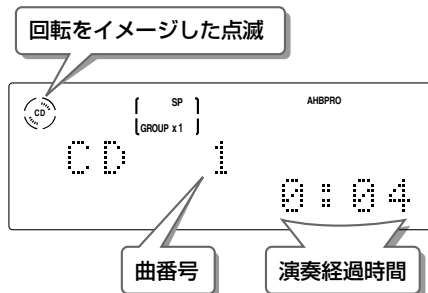 回転をイメージした点滅
CD SP AHBPRO
GROUP x1
CD 1
0:04
曲番号 演奏経過時間